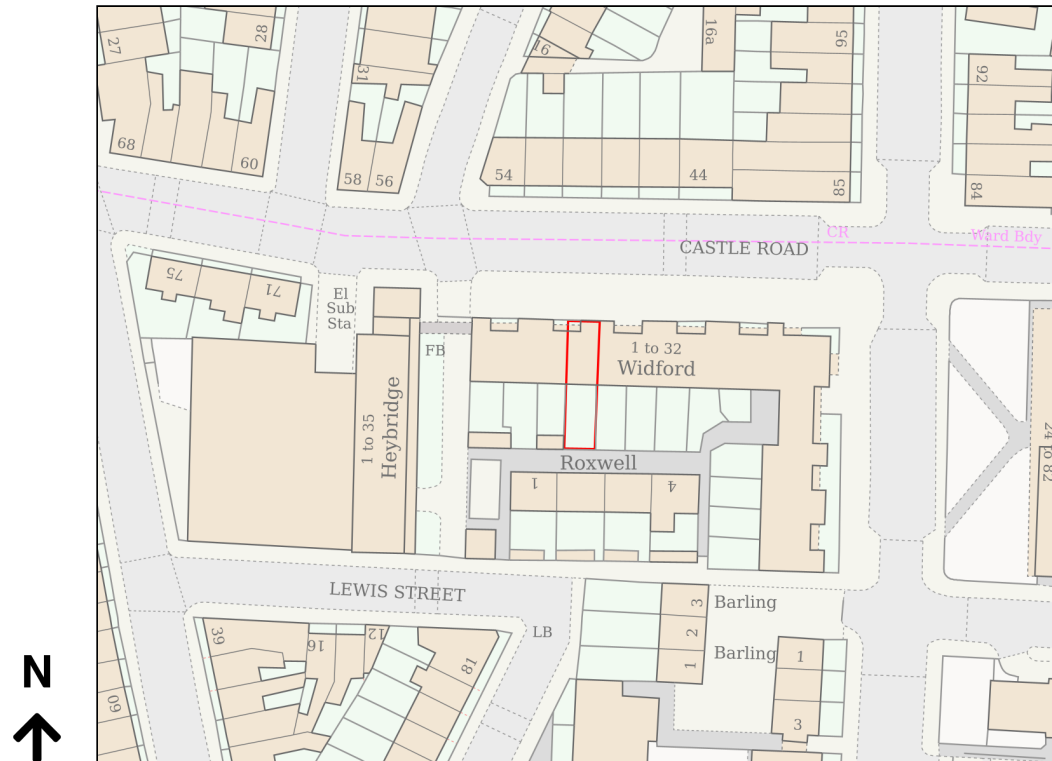 27
28
31
16
16a
95
92
68
60
58
56
54
44
85
84
CR
Ward Bdy
CASTLE ROAD
75
71
El
Sub
Sta
FB
1 to 35
Heybridge
1 to 32
Widford
Roxwell
1
4
24 to 82
LEWIS STREET
LB
3
Barling
2
1
Barling
1
3
39
16
12
81
60
N